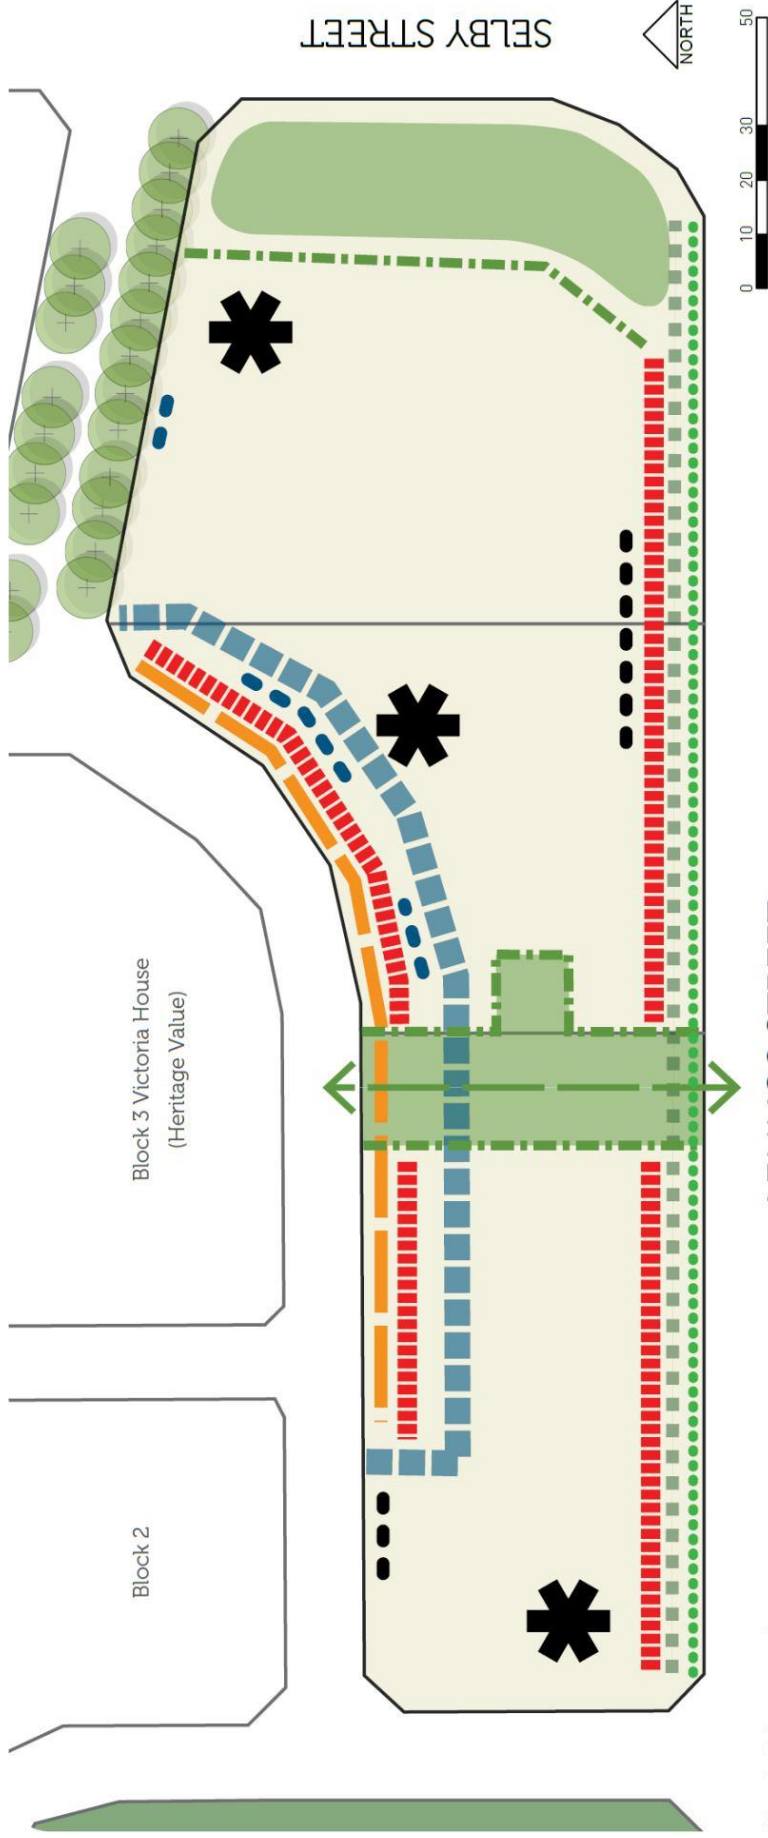 SELBY STREET
NORTH
0
10
20
30
50
Block 3 Victoria House
(Heritage Value)
Block 2